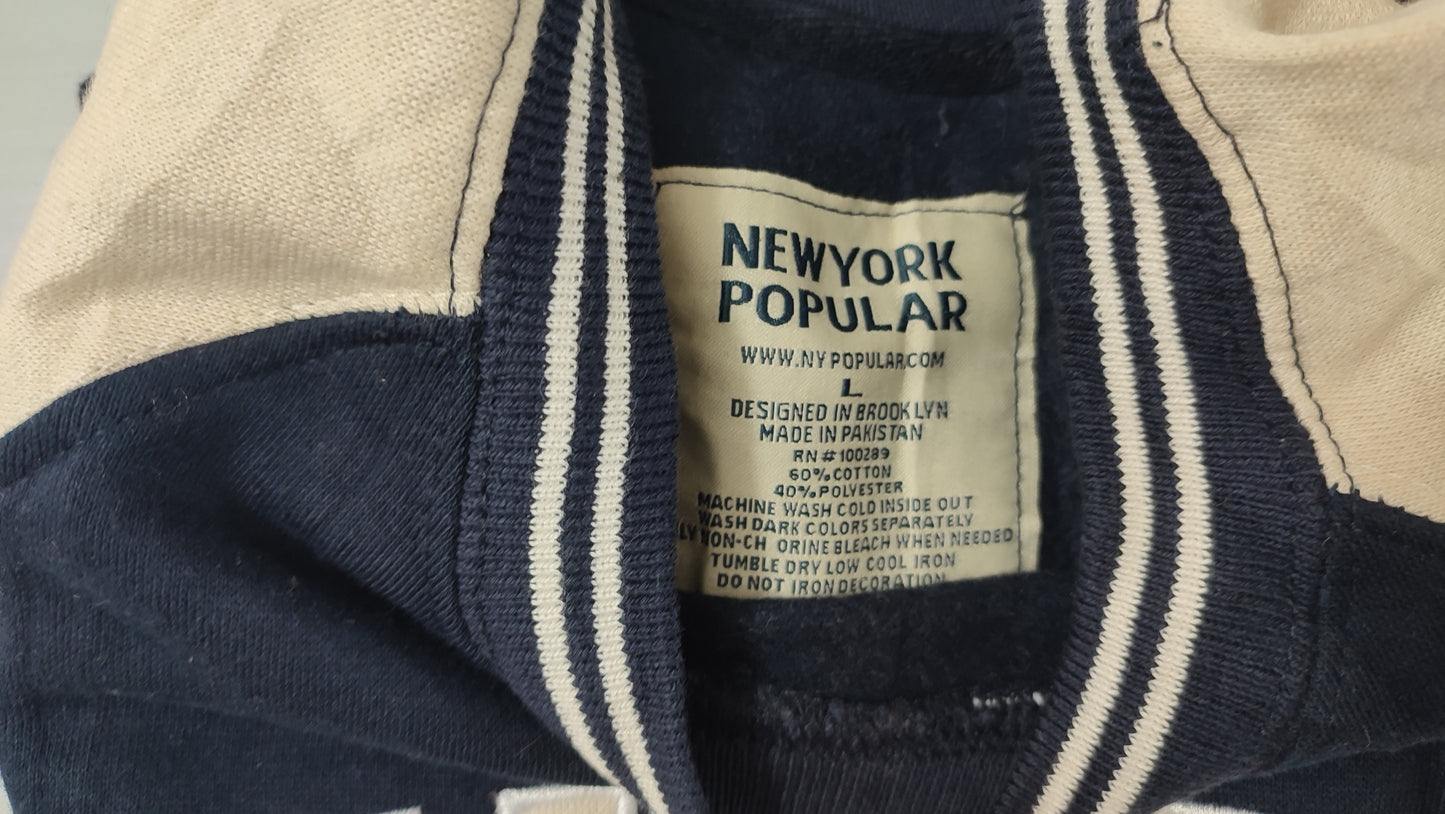 NEWYORK
POPULAR
WWW.NYPOPULAR.COM
L
DESIGNED IN BROOKLYN
MADE IN PAKISTAN
RN#100289
60% COTTON
40% POLYESTER
MACHINE WASH COLD INSIDE OUT
WASH DARK COLORS SEPARATELY
LY NON-CH ORINE BLEACH WHEN NEEDED
TUMBLE DRY LOW COOL IRON
DO NOT IRON DECORATION